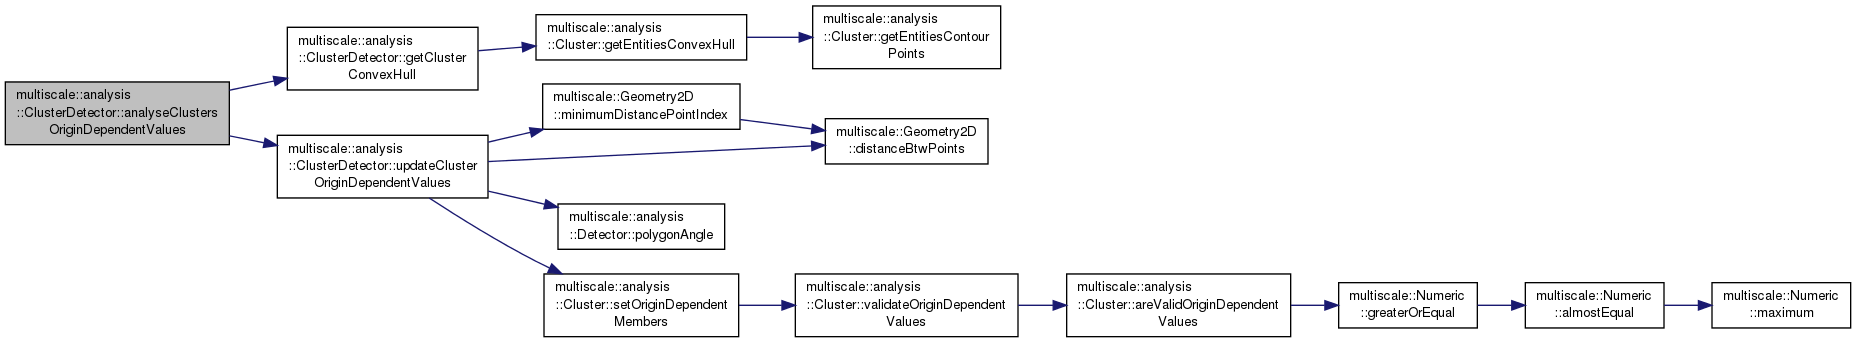 multiscale::analysis
::ClusterDetector::analyseClusters
OriginDependentValues
multiscale::analysis
::ClusterDetector::getCluster
ConvexHull
multiscale::analysis
::Cluster::getEntitiesConvexHull
multiscale::analysis
::Cluster::getEntitiesContour
Points
multiscale::analysis
::ClusterDetector::updateCluster
OriginDependentValues
multiscale::Geometry2D
::minimumDistancePointIndex
multiscale::Geometry2D
::distanceBtwPoints
multiscale::analysis
::Detector::polygonAngle
multiscale::analysis
::Cluster::setOriginDependent
Members
multiscale::analysis
::Cluster::validateOriginDependent
Values
multiscale::analysis
::Cluster::areValidOriginDependent
Values
multiscale::Numeric
::greaterOrEqual
multiscale::Numeric
::almostEqual
multiscale::Numeric
::maximum